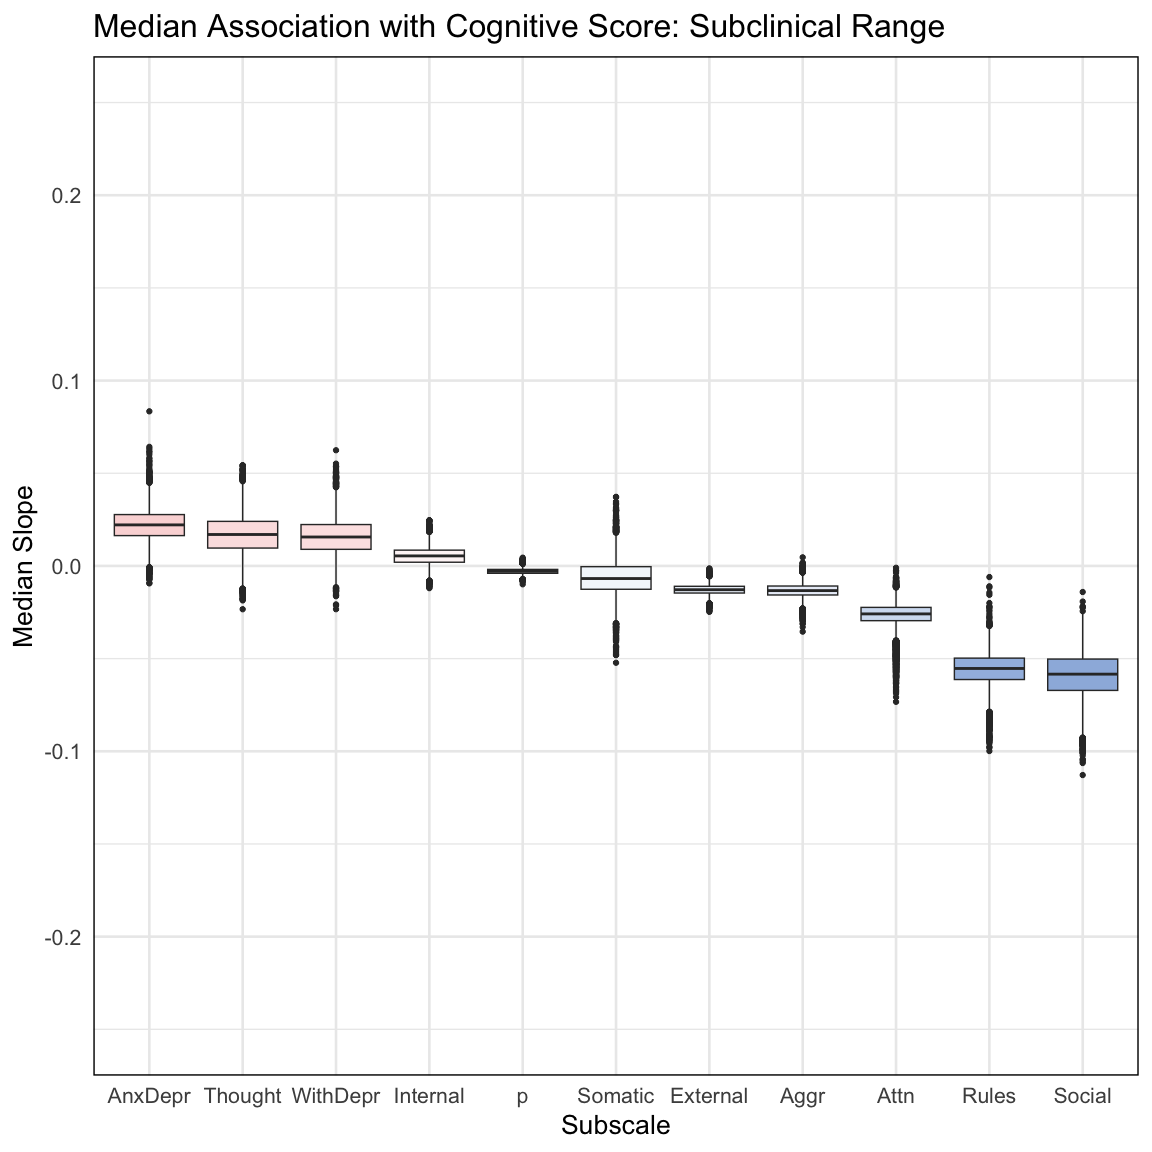 Median Association with Cognitive Score: Subclinical Range
Median Slope
0.2
0.1
0.0
-0.1
-0.2
AnxDepr Thought WithDepr Internal p Somatic External Aggr Attn Rules Social
Subscale